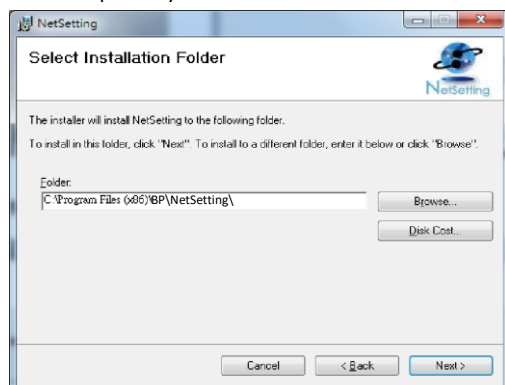 NetSetting
Select Installation Folder
NetSetting
The installer will install NetSetting to the following folder.
To install in this folder, click "Next". To install to a different folder, enter it below or click "Browse".
Folder:
C:\Program Files (x86)\BP\NetSetting\
Browse...
Disk Cost...
Cancel
< Back
Next >